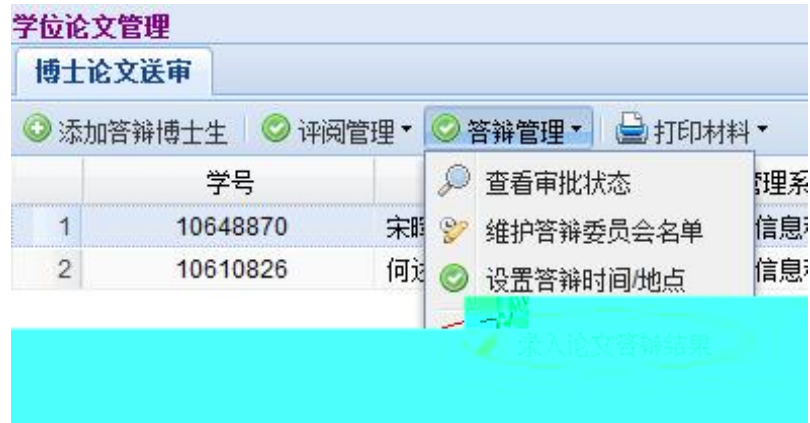 学位论文管理
博士论文送审
添加答辩博士生 评阅管理 答辩管理 打印材料
学号
1 10648870 宋
2 10610826 何
查看审批状态
维护答辩委员会名单
设置答辩时间/地点
录入论文答辩结果
理系
信息
信息